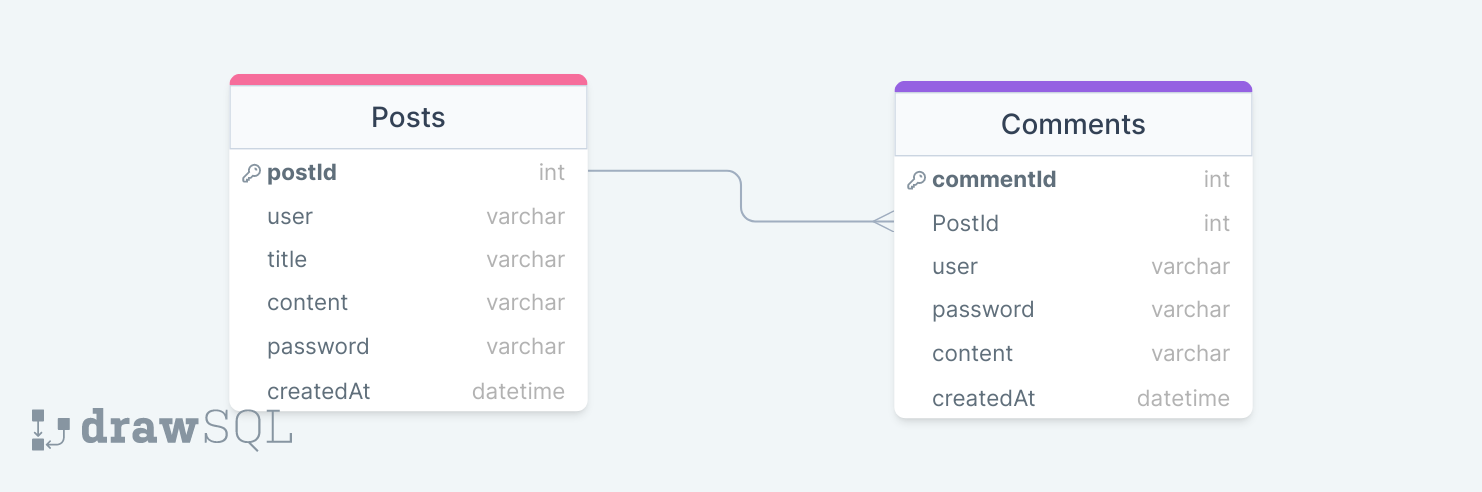 Posts
postId int
user varchar
title varchar
content varchar
password varchar
createdAt datetime
Comments
commentId int
PostId int
user varchar
password varchar
content varchar
createdAt datetime
drawSQL